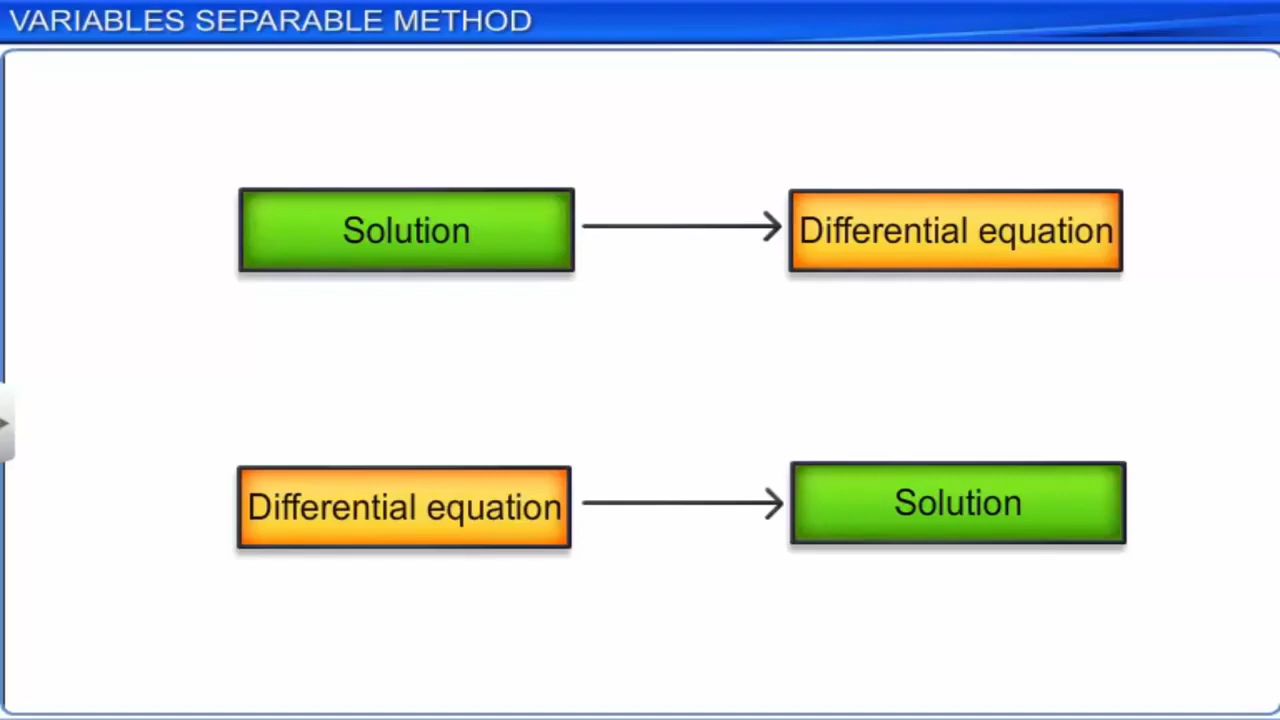 VARIABLES SEPARABLE METHOD
Solution
Differential equation
Differential equation
Solution